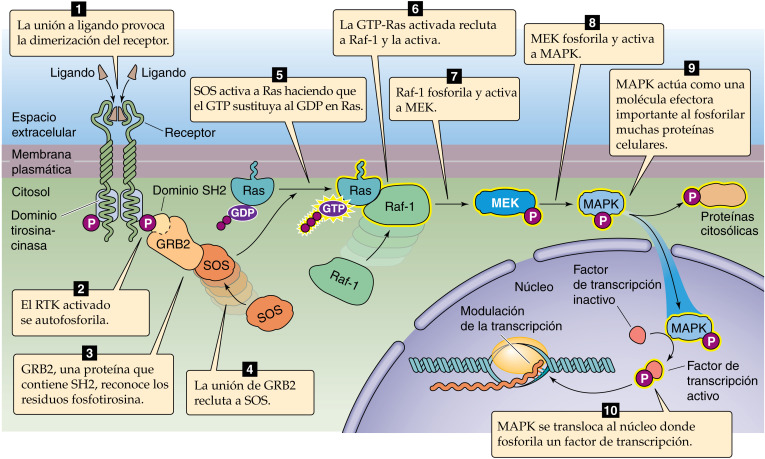 1
La unión a ligando provoca
la dimerización del receptor.
Ligando
Ligando
Espacio
extracelular
Receptor
Membrana
plasmática
Citosol
Dominio
tirosina-
cinasa
P
P
Dominio SH2
GRB2
SOS
SOS
2
El RTK activado
se autofosforila.
3
GRB2, una proteína que
contiene SH2, reconoce los
residuos fosfotirosina.
4
La unión de GRB2
recluta a SOS.
5
SOS activa a Ras haciendo que
el GTP sustituya al GDP en Ras.
Ras
GDP
Ras
GTP
Raf-1
Raf-1
6
La GTP-Ras activada recluta
a Raf-1 y la activa.
7
Raf-1 fosforila y activa
a MEK.
MEK
P
8
MEK fosforila y activa
a MAPK.
MAPK
P
9
MAPK actúa como una
molécula efectora
importante al fosforilar
muchas proteínas
celulares.
P
Proteínas
citosólicas
Núcleo
Factor
de transcripción
inactivo
Modulación
de la transcripción
MAPK
P
P
Factor de
transcripción
activo
10
MAPK se transloca al núcleo donde
fosforila un factor de transcripción.